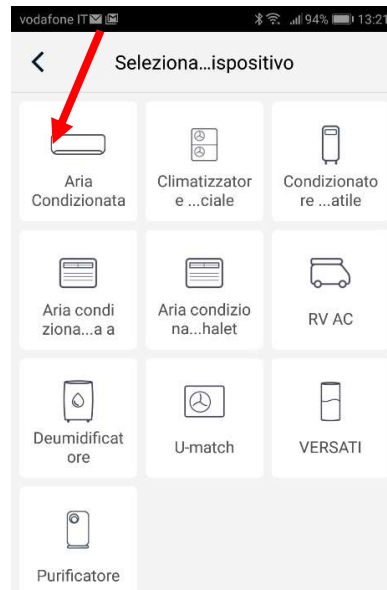 vodafone IT 94% 13:21
Seleziona...ispositivo
Aria
Condizionata
Climatizzator
e ...ciale
Condizionato
re ...atile
Aria condi
ziona...a a
Aria condizio
na...halet
RV AC
Deumidificat
ore
U-match
VERSATI
Purificatore